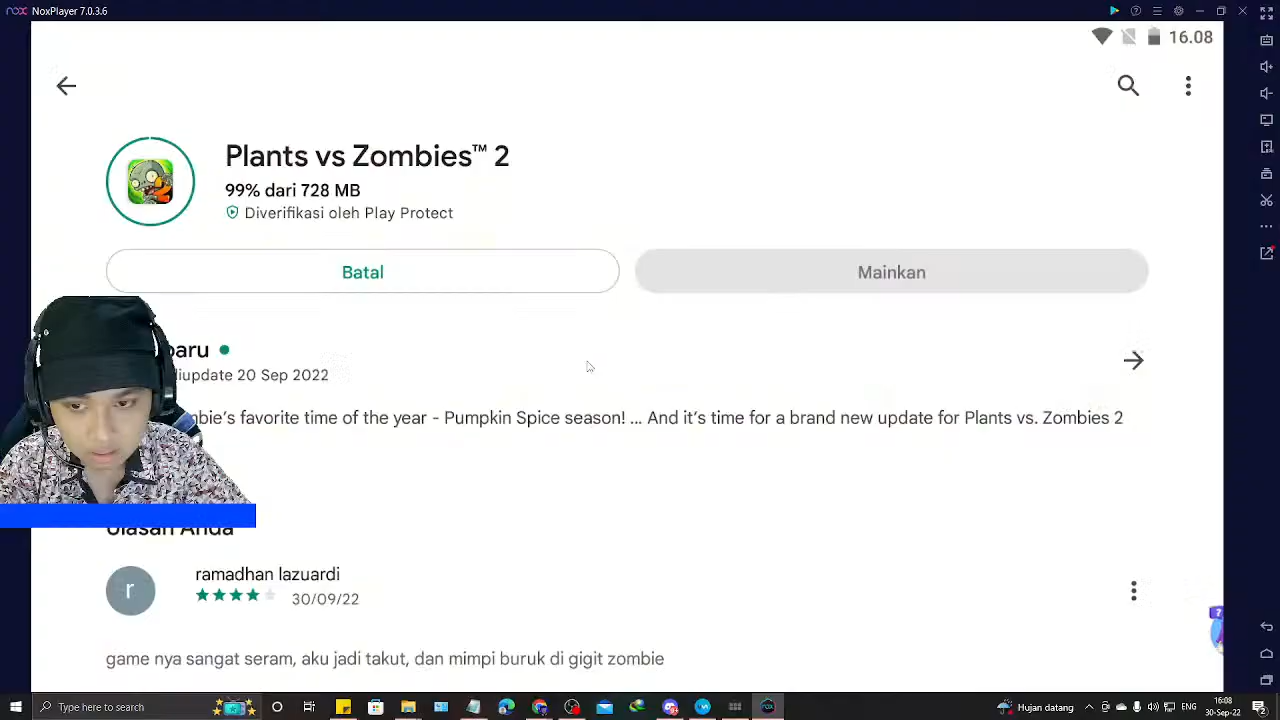 NoxPlayer 7.0.3.6
16.08
Plants vs Zombies™ 2
99% dari 728 MB
Diverifikasi oleh Play Protect
Batal
Mainkan
aru
diupdate 20 Sep 2022
mbie's favorite time of the year - Pumpkin Spice season! ... And it's time for a brand new update for Plants vs. Zombies 2
Ulasan Anda
r
ramadhan lazuardi
30/09/22
game nya sangat seram, aku jadi takut, dan mimpi buruk di gigit zombie
Type here to search
Hujan datang
ENG
16:08
30-Sep-22